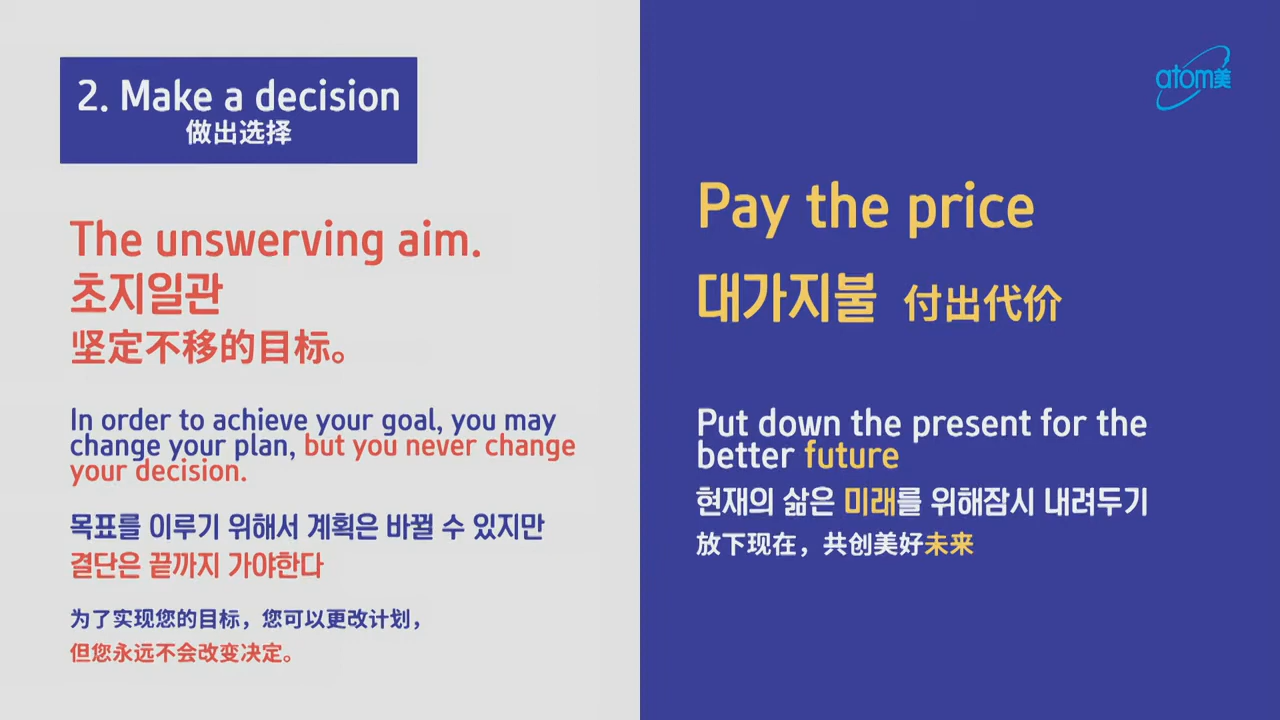 2. Make a decision
做出选择
The unswerving aim.
초지일관
坚定不移的目标。
In order to achieve your goal, you may
change your plan, but you never change
your decision.
목표를 이루기 위해서 계획은 바뀔 수 있지만
결단은 끝까지 가야한다
为了实现您的目标，您可以更改计划，
但您永远不会改变决定。
atom美
Pay the price
대가지불 付出代价
Put down the present for the
better future
현재의 삶은 미래를 위해잠시 내려두기
放下现在，共创美好未来